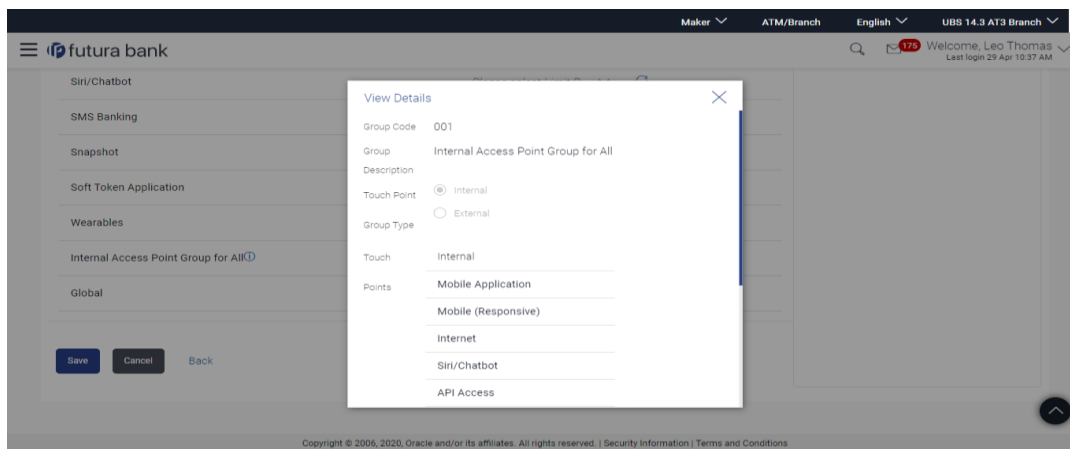 Maker ATM/Branch English UBS 14.3 AT3 Branch
futura bank 175 Welcome, Leo Thomas
Last login 29 Apr 10:37 AM
Siri/Chatbot
SMS Banking
Snapshot
Soft Token Application
Wearables
Internal Access Point Group for All
Global
Save Cancel Back
View Details
Group Code 001
Group Internal Access Point Group for All
Description
Touch Point Internal
External
Group Type
Touch Internal
Points Mobile Application
Mobile (Responsive)
Internet
Siri/Chatbot
API Access
Copyright © 2006, 2020, Oracle and/or its affiliates. All rights reserved. | Security Information | Terms and Conditions